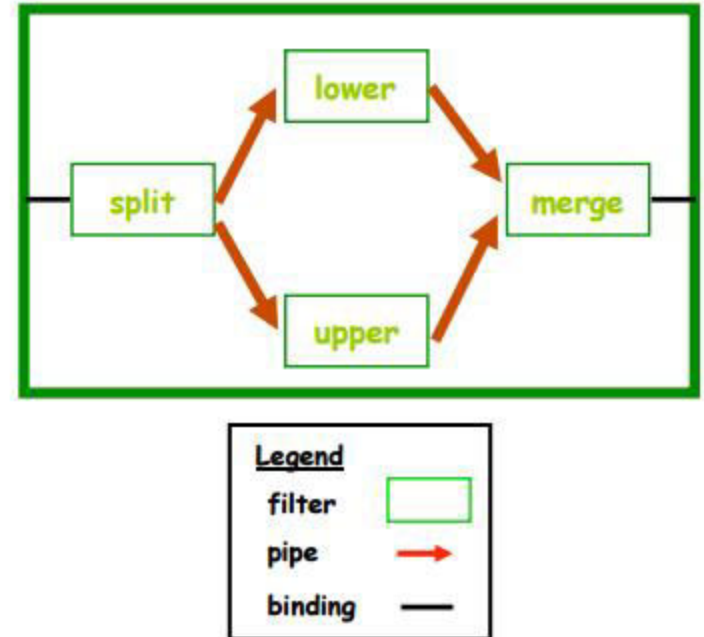 lower
split
merge
upper
Legend
filter
pipe
binding